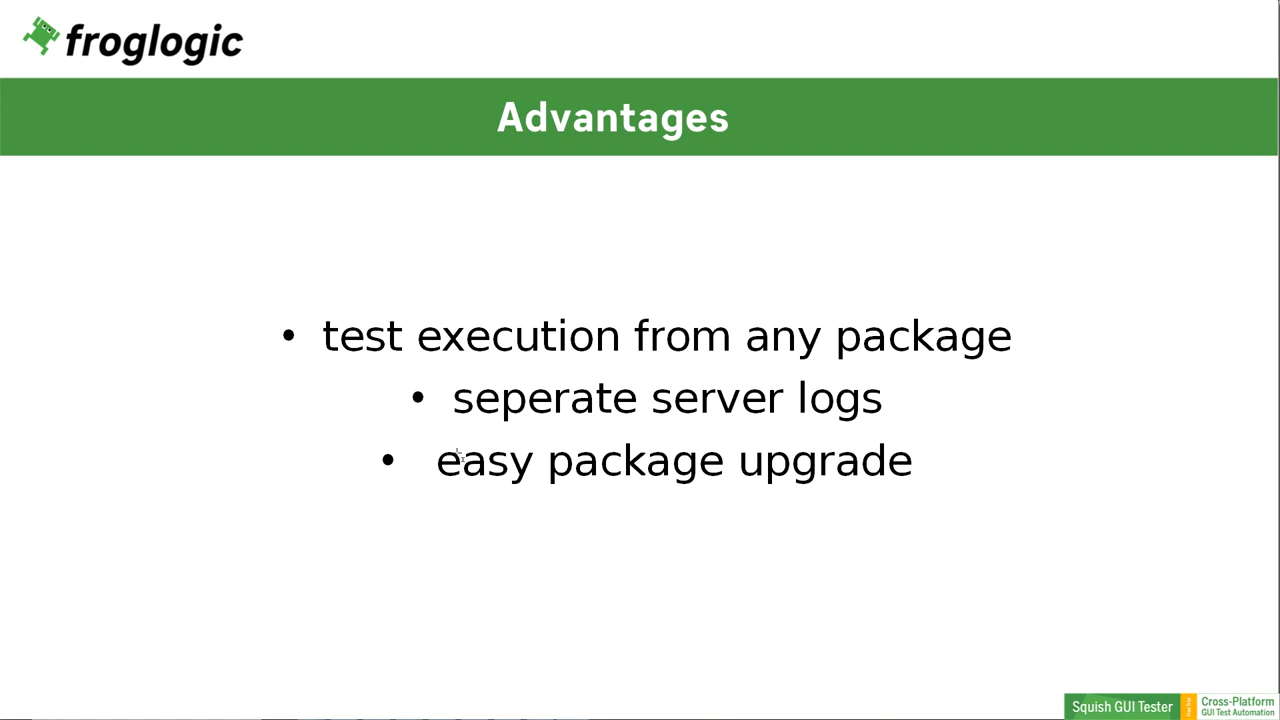 froglogic
Advantages
• test execution from any package
• seperate server logs
• easy package upgrade
Squish GUI Tester
Cross-Platform
GUI Test Automation